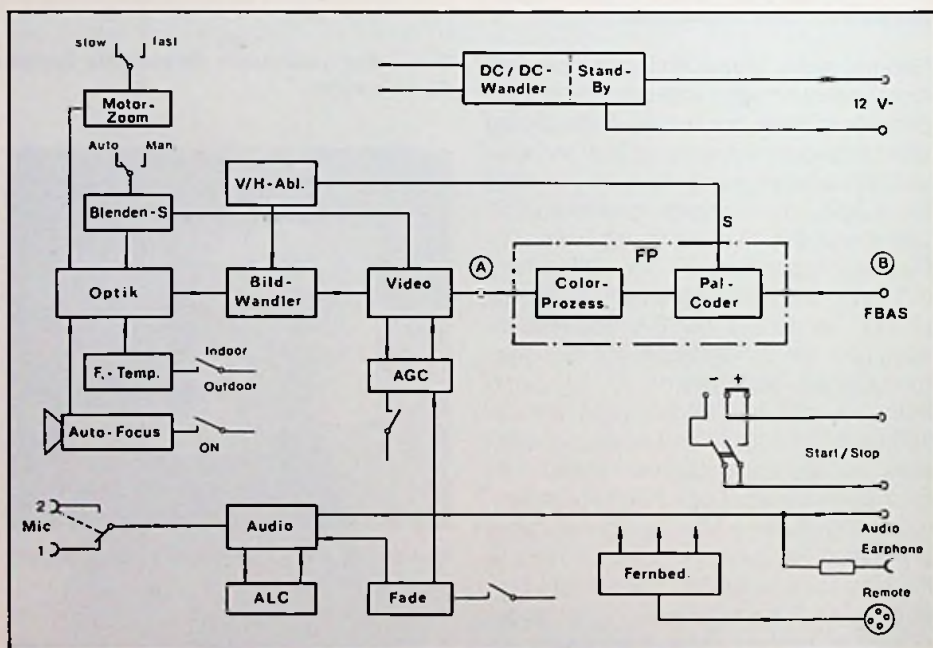 slow fast
Motor-
Zoom
DC / DC-
Wandler
Stand-
By
12 V-
Auto Man.
V/H-Abl.
Blenden-S
S
FP
Optik
Bild-
Wandler
Video
A
Color-
Prozess.
Pal-
Coder
B
FBAS
F.-Temp.
Indoor
Outdoor
AGC
- +
Auto-Focus
ON
Start / Stop
2
Mic
1
Audio
Audio
Earphone
Fernbed.
ALC
Fade
Remote